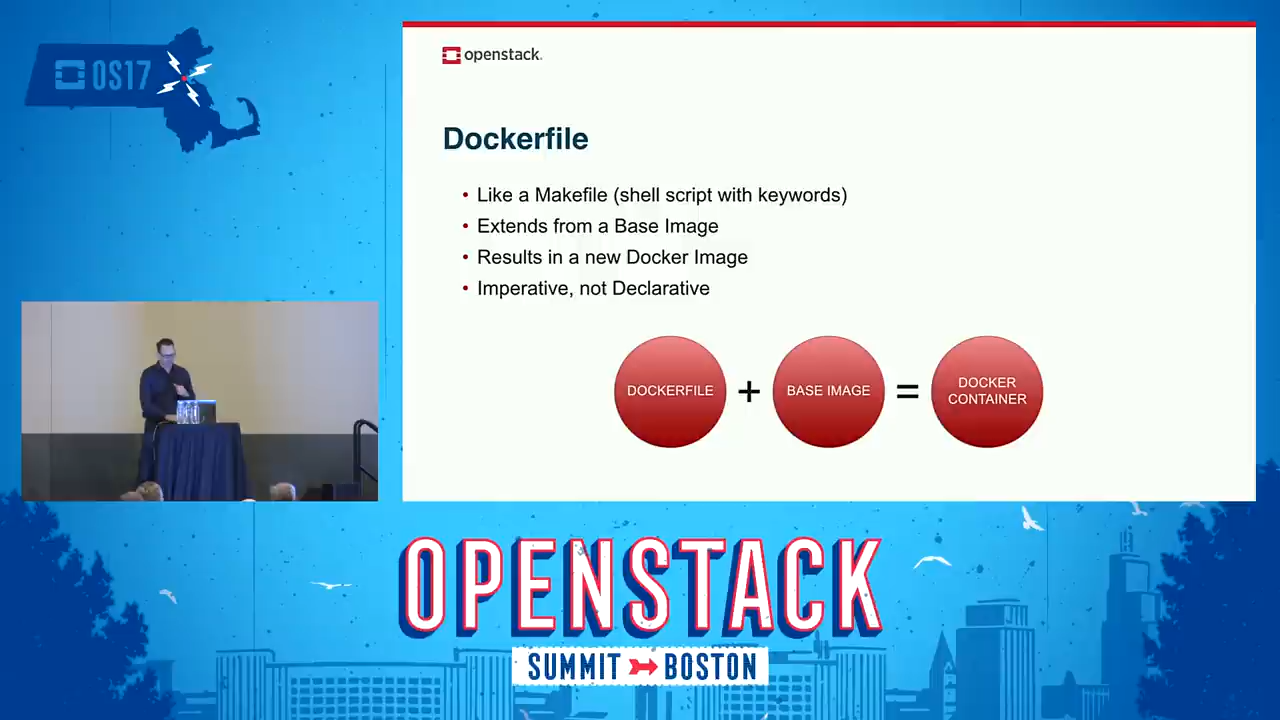 OS17
openstack.
Dockerfile
• Like a Makefile (shell script with keywords)
• Extends from a Base Image
• Results in a new Docker Image
• Imperative, not Declarative
DOCKERFILE + BASE IMAGE = DOCKER CONTAINER
OPENSTACK
SUMMIT BOSTON